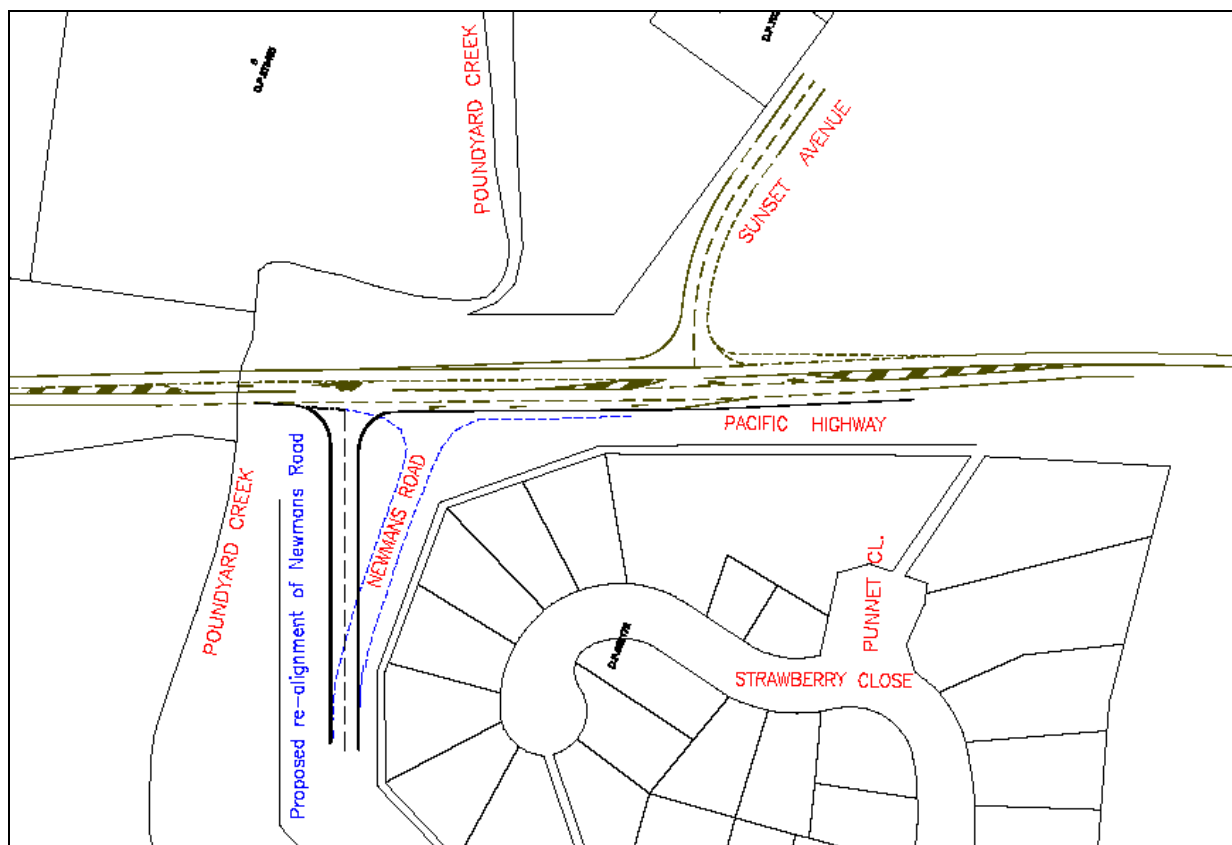 POUNDYARD CREEK
SUNSET AVENUE
PACIFIC HIGHWAY
NEWMANS ROAD
POUNDYARD CREEK
Proposed re-alignment of Newmans Road
PUNNET CL.
STRAWBERRY CLOSE